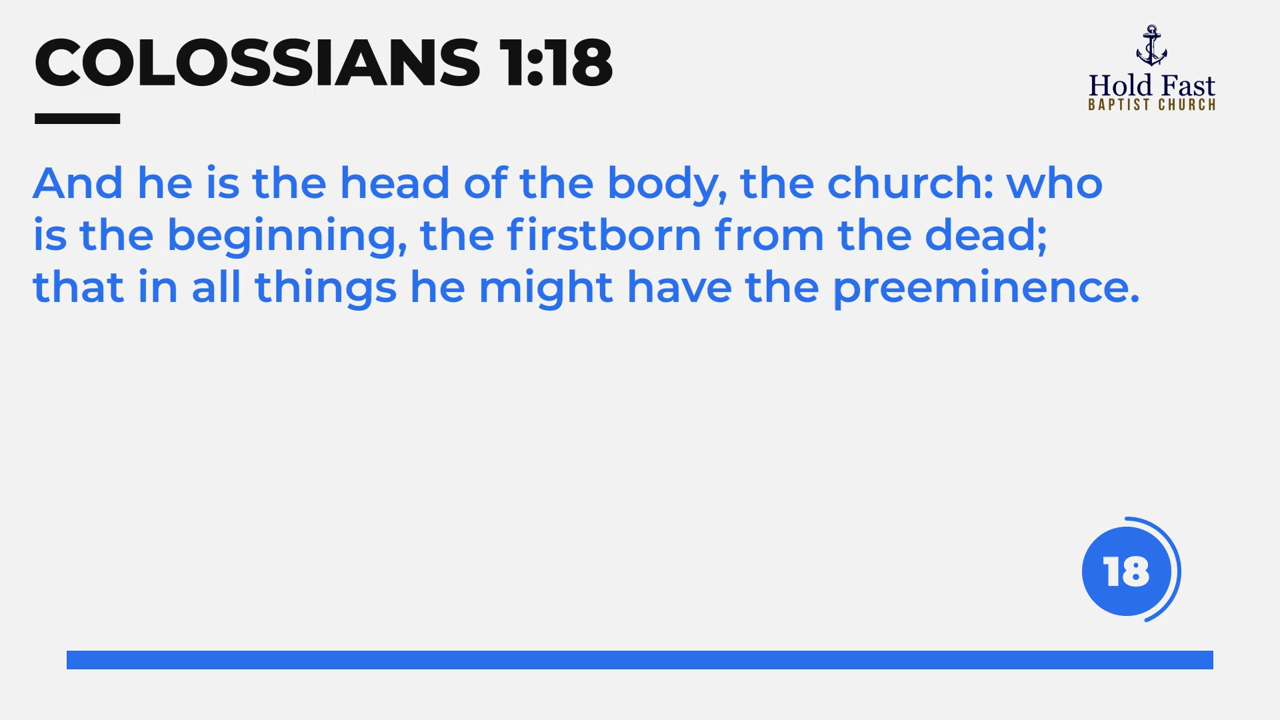 COLOSSIANS 1:18
Hold Fast
BAPTIST CHURCH
And he is the head of the body, the church: who
is the beginning, the firstborn from the dead;
that in all things he might have the preeminence.
18